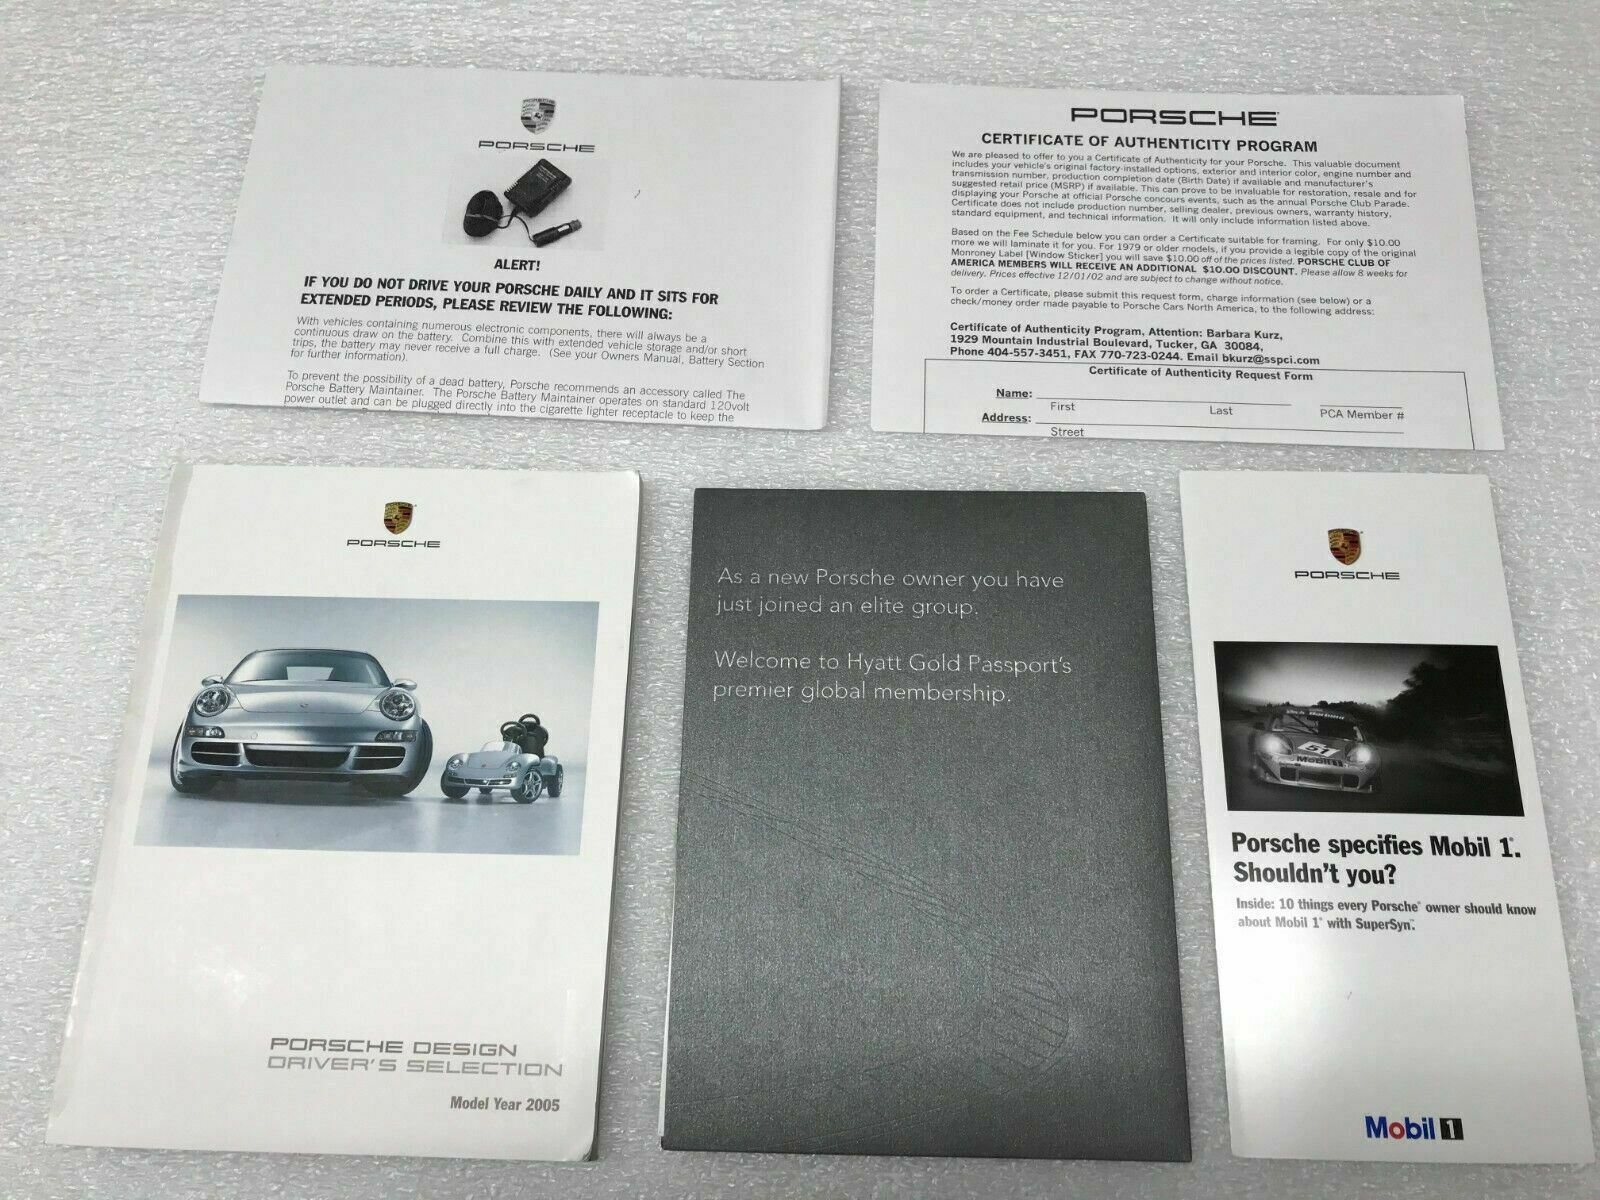 PORSCHE
ALERT!
IF YOU DO NOT DRIVE YOUR PORSCHE DAILY AND IT SITS FOR
EXTENDED PERIODS, PLEASE REVIEW THE FOLLOWING:
With vehicles containing numerous electronic components, there will always be a
continuous draw on the battery. Combine this with extended vehicle storage and/or short
trips, the battery may never receive a full charge. (See your Owners Manual, Battery Section
for further information).
To prevent the possibility of a dead battery, Porsche recommends an accessory called The
Porsche Battery Maintainer. The Porsche Battery Maintainer operates on standard 120volt
power outlet and can be plugged directly into the cigarette lighter receptacle to keep the
PORSCHE
CERTIFICATE OF AUTHENTICITY PROGRAM
We are pleased to offer to you a Certificate of Authenticity for your Porsche. This valuable document
includes your vehicle's original factory-installed options, exterior and interior color, engine number and
transmission number, production completion date (Birth Date) if available and manufacturer's
suggested retail price (MSRP) if available. This can prove to be invaluable for restoration, resale and for
displaying your Porsche at official Porsche concours events, such as the annual Porsche Club Parade.
Certificate does not include production number, selling dealer, previous owners, warranty history,
standard equipment, and technical information. It will only include information listed above.
Based on the Fee Schedule below you can order a Certificate suitable for framing. For only $10.00
more we will laminate it for you. For 1979 or older models, if you provide a legible copy of the original
Monroney Label [Window Sticker] you will save $10.00 off of the prices listed. PORSCHE CLUB OF
AMERICA MEMBERS WILL RECEIVE AN ADDITIONAL $10.00 DISCOUNT. Please allow 8 weeks for
delivery. Prices effective 12/01/02 and are subject to change without notice.
To order a Certificate, please submit this request form, charge information (see below) or a
check/money order made payable to Porsche Cars North America, to the following address:
Certificate of Authenticity Program, Attention: Barbara Kurz,
1929 Mountain Industrial Boulevard, Tucker, GA 30084,
Phone 404-557-3451, FAX 770-723-0244. Email bkurz@sspci.com
Certificate of Authenticity Request Form
Name:
First Last PCA Member #
Address:
Street
PORSCHE
PORSCHE DESIGN
DRIVER'S SELECTION
Model Year 2005
As a new Porsche owner you have
just joined an elite group.
Welcome to Hyatt Gold Passport's
premier global membership.
PORSCHE
51
Mobil 1
Porsche specifies Mobil 1®.
Shouldn't you?
Inside: 10 things every Porsche® owner should know
about Mobil 1® with SuperSyn™.
Mobil 1